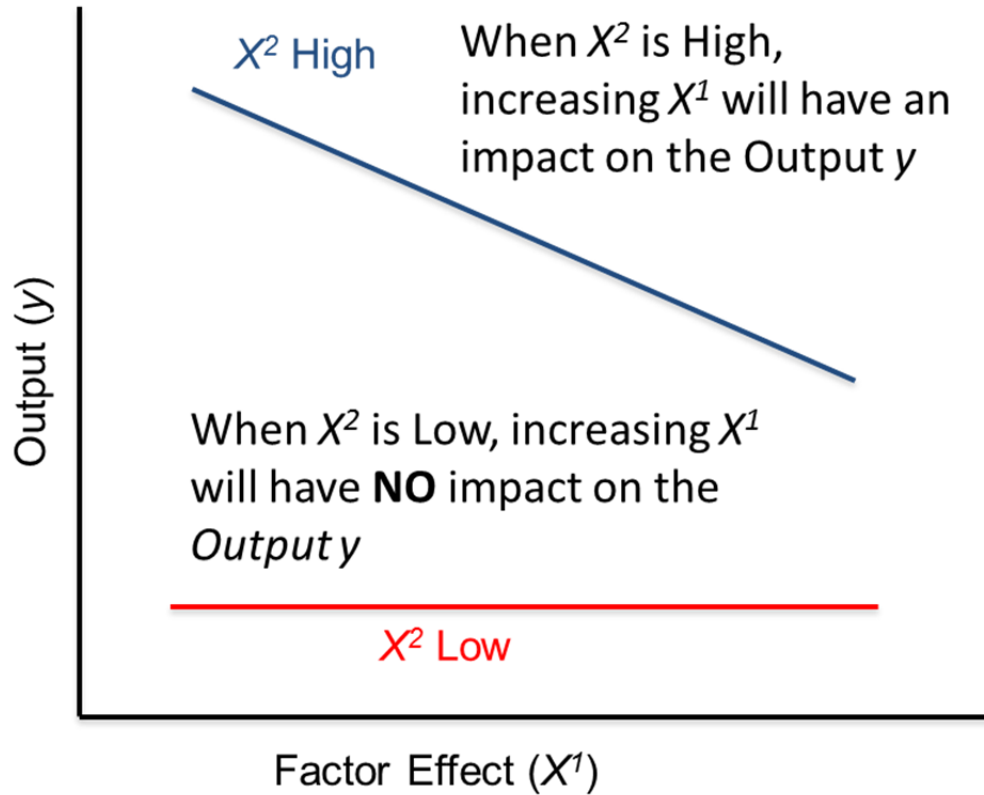 X² High
When X² is High,
increasing X¹ will have an
impact on the Output y
Output (y)
When X² is Low, increasing X¹
will have NO impact on the
Output y
X² Low
Factor Effect (X¹)